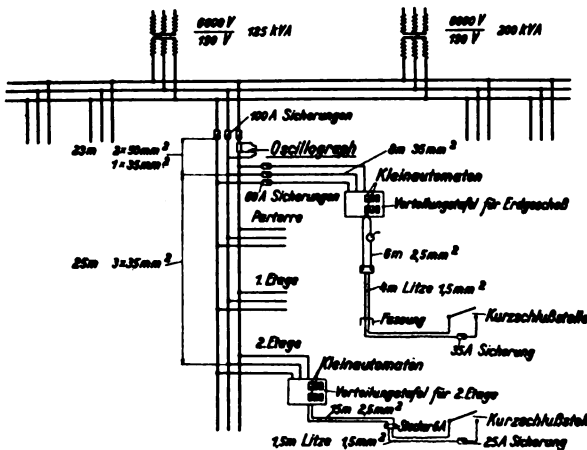 6000 V
190 V
125 kVA
6000 V
190 V
200 kVA
100 A Sicherungen
23m 2×50mm²
1×35mm²
Oscillograph
8m 35mm²
60A Sicherungen
Kleinautomaten
Verteilungstafel für Erdgeschoß
Parterre
6m 2,5mm²
25m 3×35mm²
4m Litze 1,5mm²
1. Etage
Fassung
Kurzschlußstelle
35A Sicherung
2. Etage
Kleinautomaten
Verteilungstafel für 2. Etage
15m 2,5mm²
Stecker 6A
Kurzschlußstelle
1,5m Litze 1,5mm²
25A Sicherung